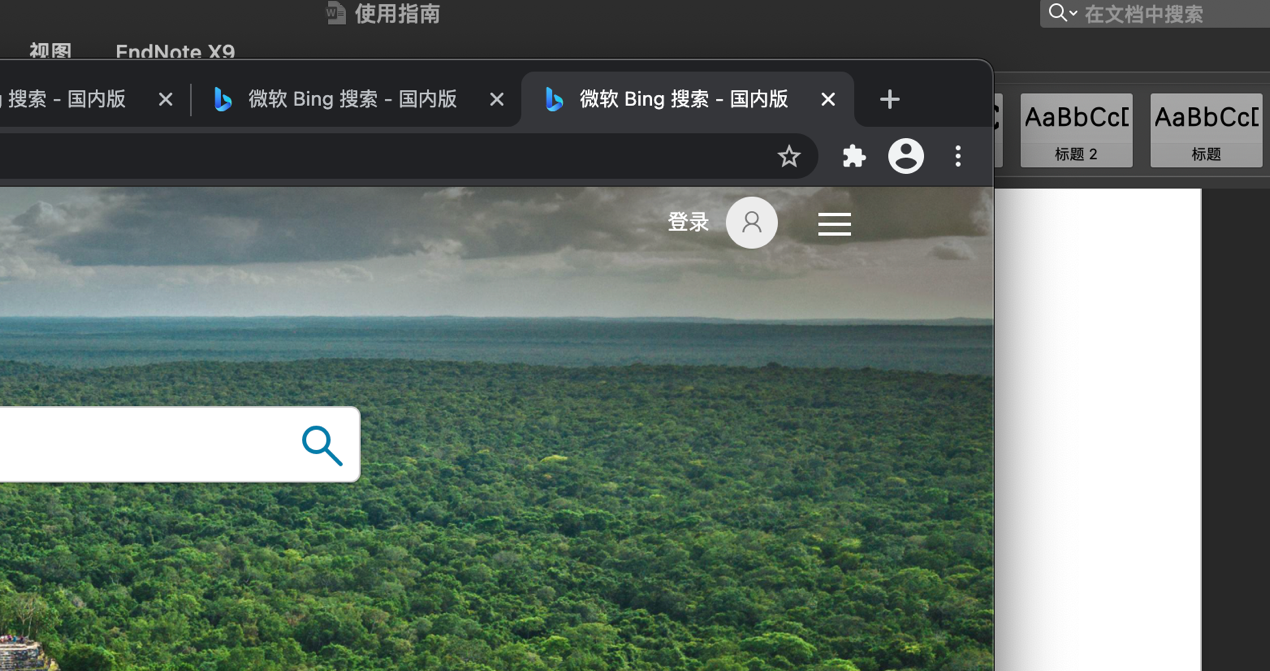 使用指南
在文档中搜索
视图 EndNote X9
搜索 - 国内版
微软 Bing 搜索 - 国内版
微软 Bing 搜索 - 国内版
AaBbCcD
标题 2
AaBbCcD
标题
登录